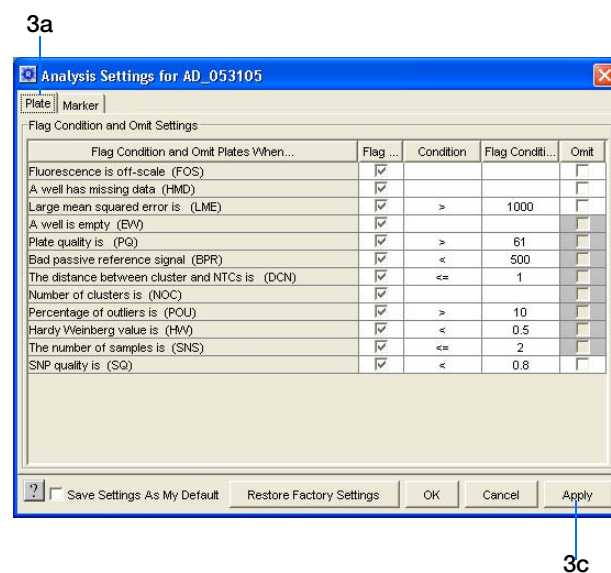 3a
Analysis Settings for AD_053105
Plate Marker
Flag Condition and Omit Settings
Flag Condition and Omit Plates When... Flag ... Condition Flag Conditi... Omit
Fluorescence is off-scale (FOS)
A well has missing data (HMD)
Large mean squared error is (LME) > 1000
A well is empty (EW)
Plate quality is (PQ) > 61
Bad passive reference signal (BPR) < 500
The distance between cluster and NTCs is (DCN) <= 1
Number of clusters is (NOC)
Percentage of outliers is (POU) > 10
Hardy Weinberg value is (HW) < 0.5
The number of samples is (SNS) <= 2
SNP quality is (SQ) < 0.8
? Save Settings As My Default Restore Factory Settings OK Cancel Apply
3c